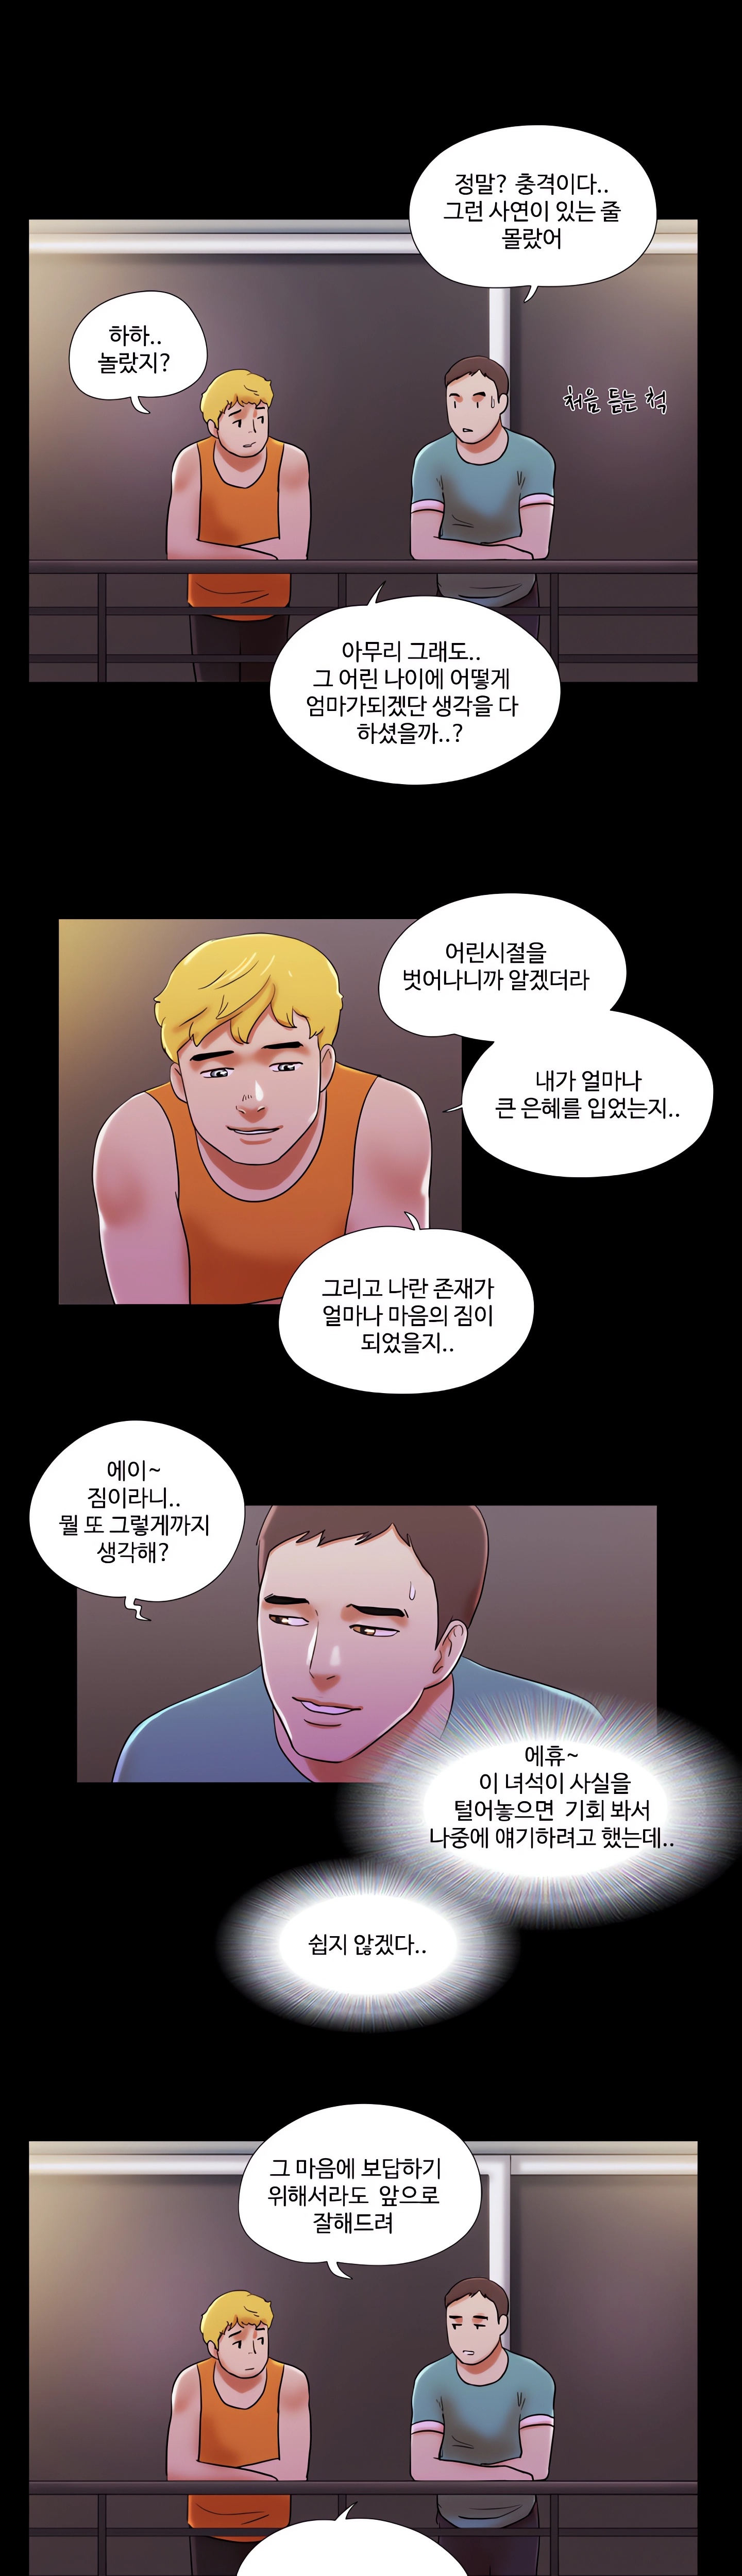 정말? 충격이다..
그런 사연이 있는 줄
몰랐어
하하..
놀랐지?
처음 듣는 척
아무리 그래도..
그 어린 나이에 어떻게
엄마가되겠단 생각을 다
하셨을까..?
어린시절을
벗어나니까 알겠더라
내가 얼마나
큰 은혜를 입었는지..
그리고 나란 존재가
얼마나 마음의 짐이
되었을지..
에이~
짐이라니..
뭘 또 그렇게까지
생각해?
에휴~
이 녀석이 사실을
털어놓으면 기회 봐서
나중에 얘기하려고 했는데..
쉽지 않겠다..
그 마음에 보답하기
위해서라도 앞으로
잘해드려